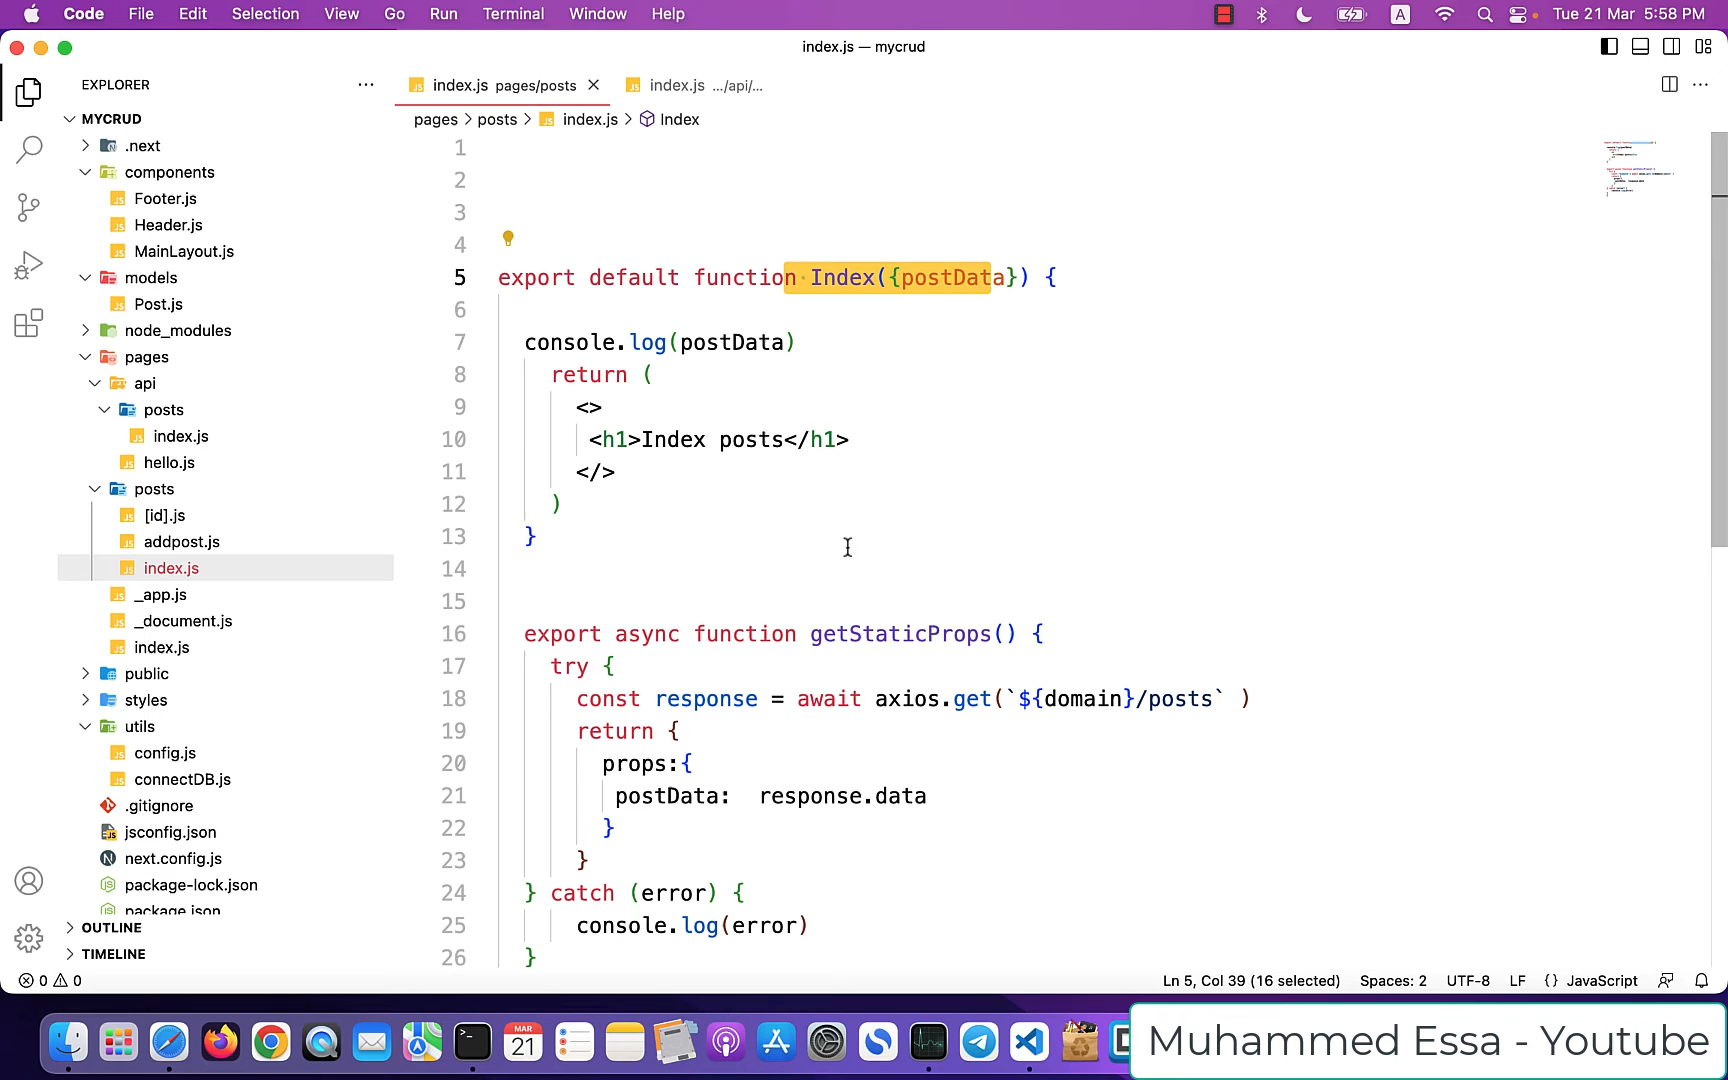 Code File Edit Selection View Go Run Terminal Window Help A Tue 21 Mar 5:58 PM
index.js — mycrud
EXPLORER
index.js pages/posts
index.js .../api/...
pages > posts > index.js > Index
MYCRUD
.next
components
Footer.js
Header.js
MainLayout.js
models
Post.js
node_modules
pages
api
posts
index.js
hello.js
posts
[id].js
addpost.js
index.js
_app.js
_document.js
index.js
public
styles
utils
config.js
connectDB.js
.gitignore
jsconfig.json
next.config.js
package-lock.json
package.json
OUTLINE
TIMELINE
1
2
3
4
5 export default function Index({postData}) {
6
7 console.log(postData)
8 return (
9 <>
10 <h1>Index posts</h1>
11 </>
12 )
13 }
14
15
16 export async function getStaticProps() {
17 try {
18 const response = await axios.get(`${domain}/posts` )
19 return {
20 props:{
21 postData: response.data
22 }
23 }
24 } catch (error) {
25 console.log(error)
26 }
0 0
Ln 5, Col 39 (16 selected) Spaces: 2 UTF-8 LF {} JavaScript
MAR
21
Muhammed Essa - Youtube